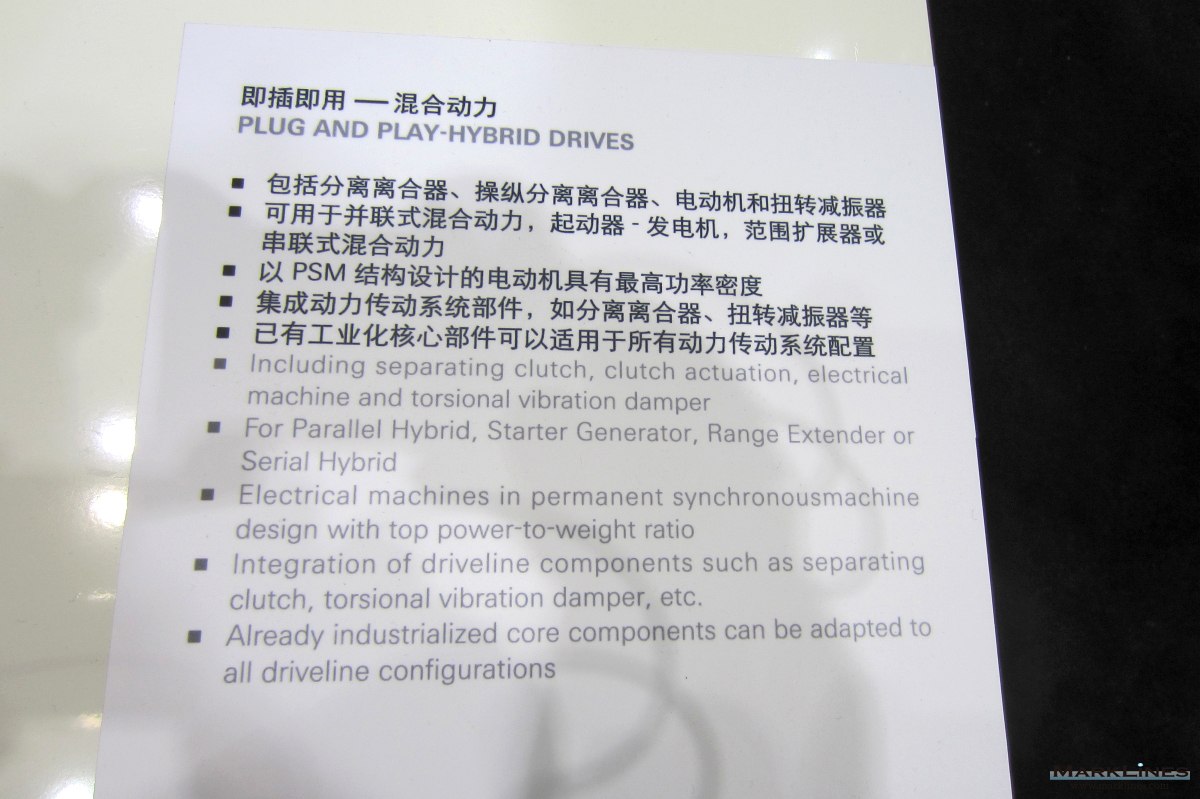 即插即用 — 混合动力
PLUG AND PLAY-HYBRID DRIVES
■ 包括分离离合器、操纵分离离合器、电动机和扭转减振器
■ 可用于并联式混合动力，起动器 - 发电机，范围扩展器或
串联式混合动力
■ 以 PSM 结构设计的电动机具有最高功率密度
■ 集成动力传动系统部件，如分离离合器、扭转减振器等
■ 已有工业化核心部件可以适用于所有动力传动系统配置
■ Including separating clutch, clutch actuation, electrical
machine and torsional vibration damper
■ For Parallel Hybrid, Starter Generator, Range Extender or
Serial Hybrid
■ Electrical machines in permanent synchronousmachine
design with top power-to-weight ratio
■ Integration of driveline components such as separating
clutch, torsional vibration damper, etc.
■ Already industrialized core components can be adapted to
all driveline configurations
MARKLINES